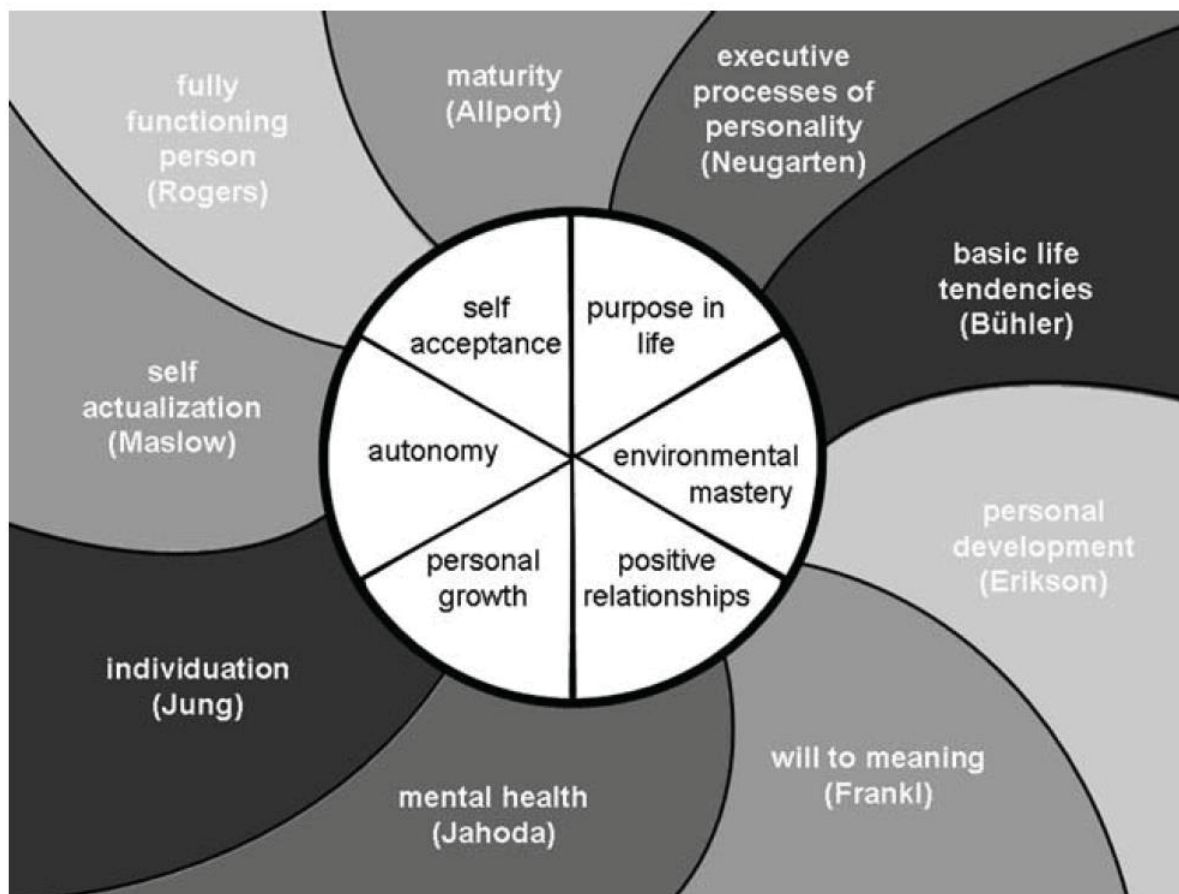 fully
functioning
person
(Rogers)
maturity
(Allport)
executive
processes of
personality
(Neugarten)
basic life
tendencies
(Bühler)
self
actualization
(Maslow)
self
acceptance
purpose in
life
autonomy
environmental
mastery
personal
growth
positive
relationships
personal
development
(Erikson)
individuation
(Jung)
mental health
(Jahoda)
will to meaning
(Frankl)